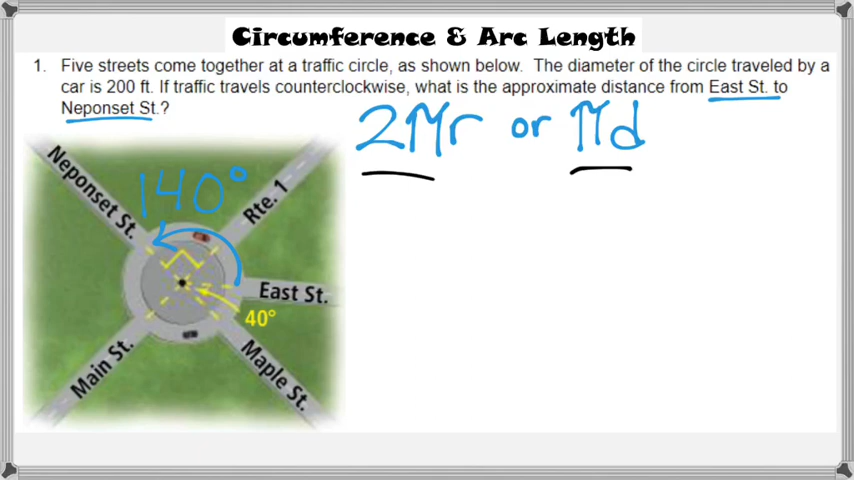 Circumference & Arc Length
1. Five streets come together at a traffic circle, as shown below. The diameter of the circle traveled by a
car is 200 ft. If traffic travels counterclockwise, what is the approximate distance from East St. to
Neponset St.?
2πr or πd
140°
Neponset St.
Rte. 1
East St.
40°
Main St.
Maple St.